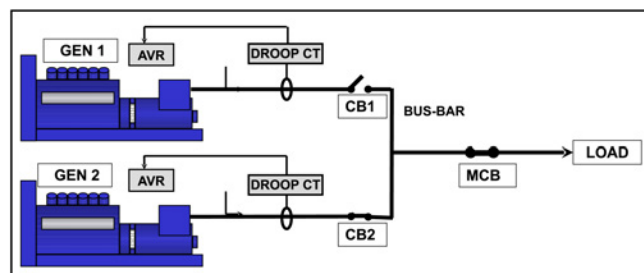 GEN 1
AVR
DROOP CT
CB1
BUS-BAR
MCB
LOAD
GEN 2
AVR
DROOP CT
CB2